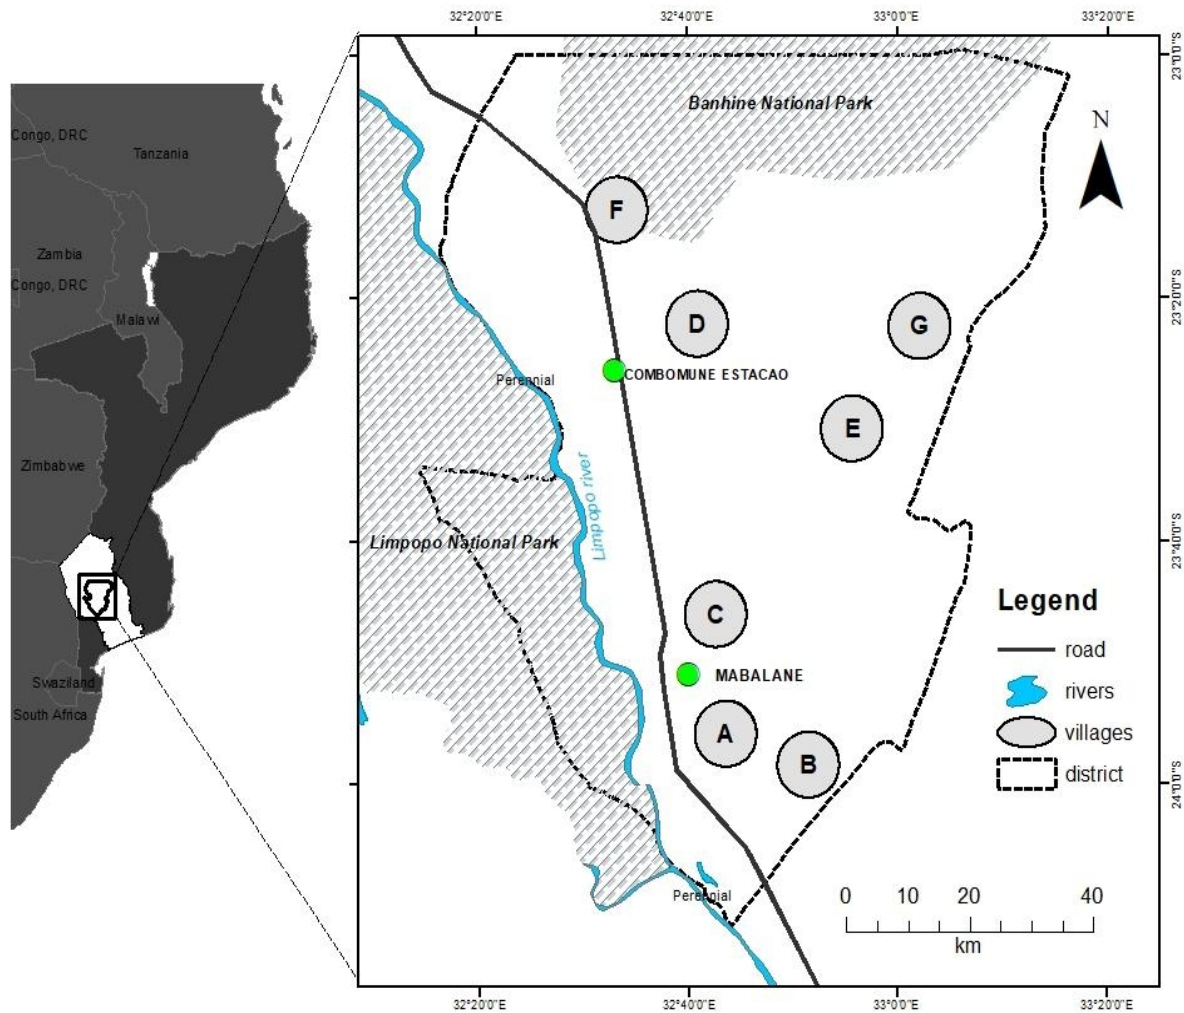 32°20'0"E 32°40'0"E 33°0'0"E 33°20'0"E
Congo, DRC
Tanzania
Zambia
Congo, DRC
Malawi
Zimbabwe
Swaziland
South Africa
Banhine National Park
N
F
D
G
COMBOMUNE ESTACAO
Perennial
E
Limpopo river
Limpopo National Park
C
MABALANE
A
B
Perennial
Legend
road
rivers
villages
district
0 10 20 40
km
23°0'0"S
23°20'0"S
23°40'0"S
24°0'0"S
32°20'0"E 32°40'0"E 33°0'0"E 33°20'0"E